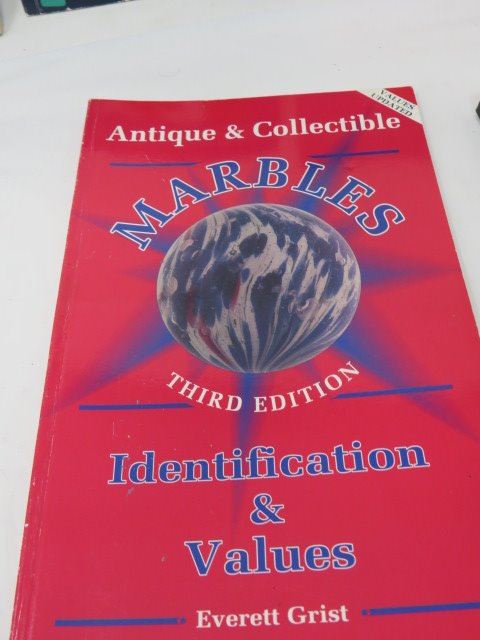 VALUES
UPDATED
Antique & Collectible
MARBLES
THIRD EDITION
Identification
&
Values
Everett Grist